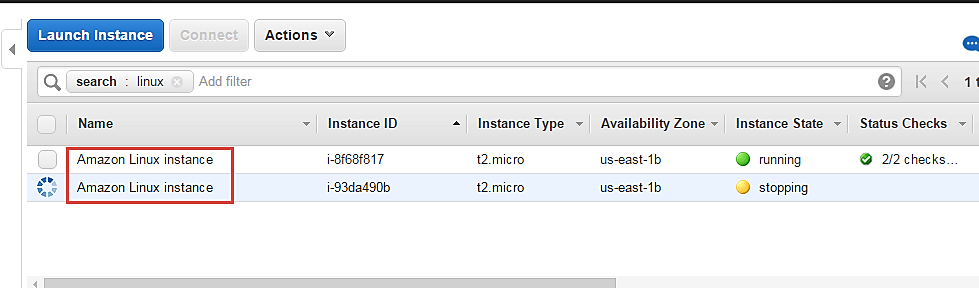 Launch Instance Connect Actions
search : linux Add filter 1 t
Name Instance ID Instance Type Availability Zone Instance State Status Checks
Amazon Linux instance i-8f68f817 t2.micro us-east-1b running 2/2 checks...
Amazon Linux instance i-93da490b t2.micro us-east-1b stopping